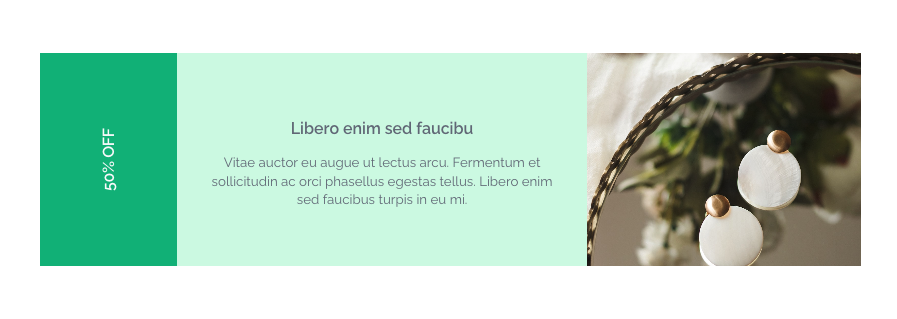 50% OFF
Libero enim sed faucibu
Vitae auctor eu augue ut lectus arcu. Fermentum et
sollicitudin ac orci phasellus egestas tellus. Libero enim
sed faucibus turpis in eu mi.